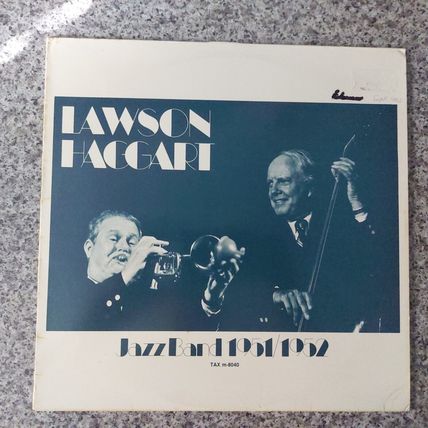 LAWSON
HAGGART
Jazz Band 1951/1952
TAX m-8040